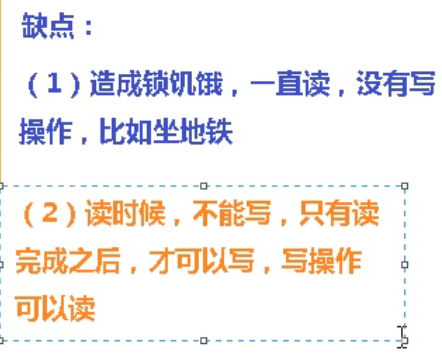 缺点：
（1）造成锁饥饿，一直读，没有写
操作，比如坐地铁
（2）读时候，不能写，只有读
完成之后，才可以写，写操作
可以读